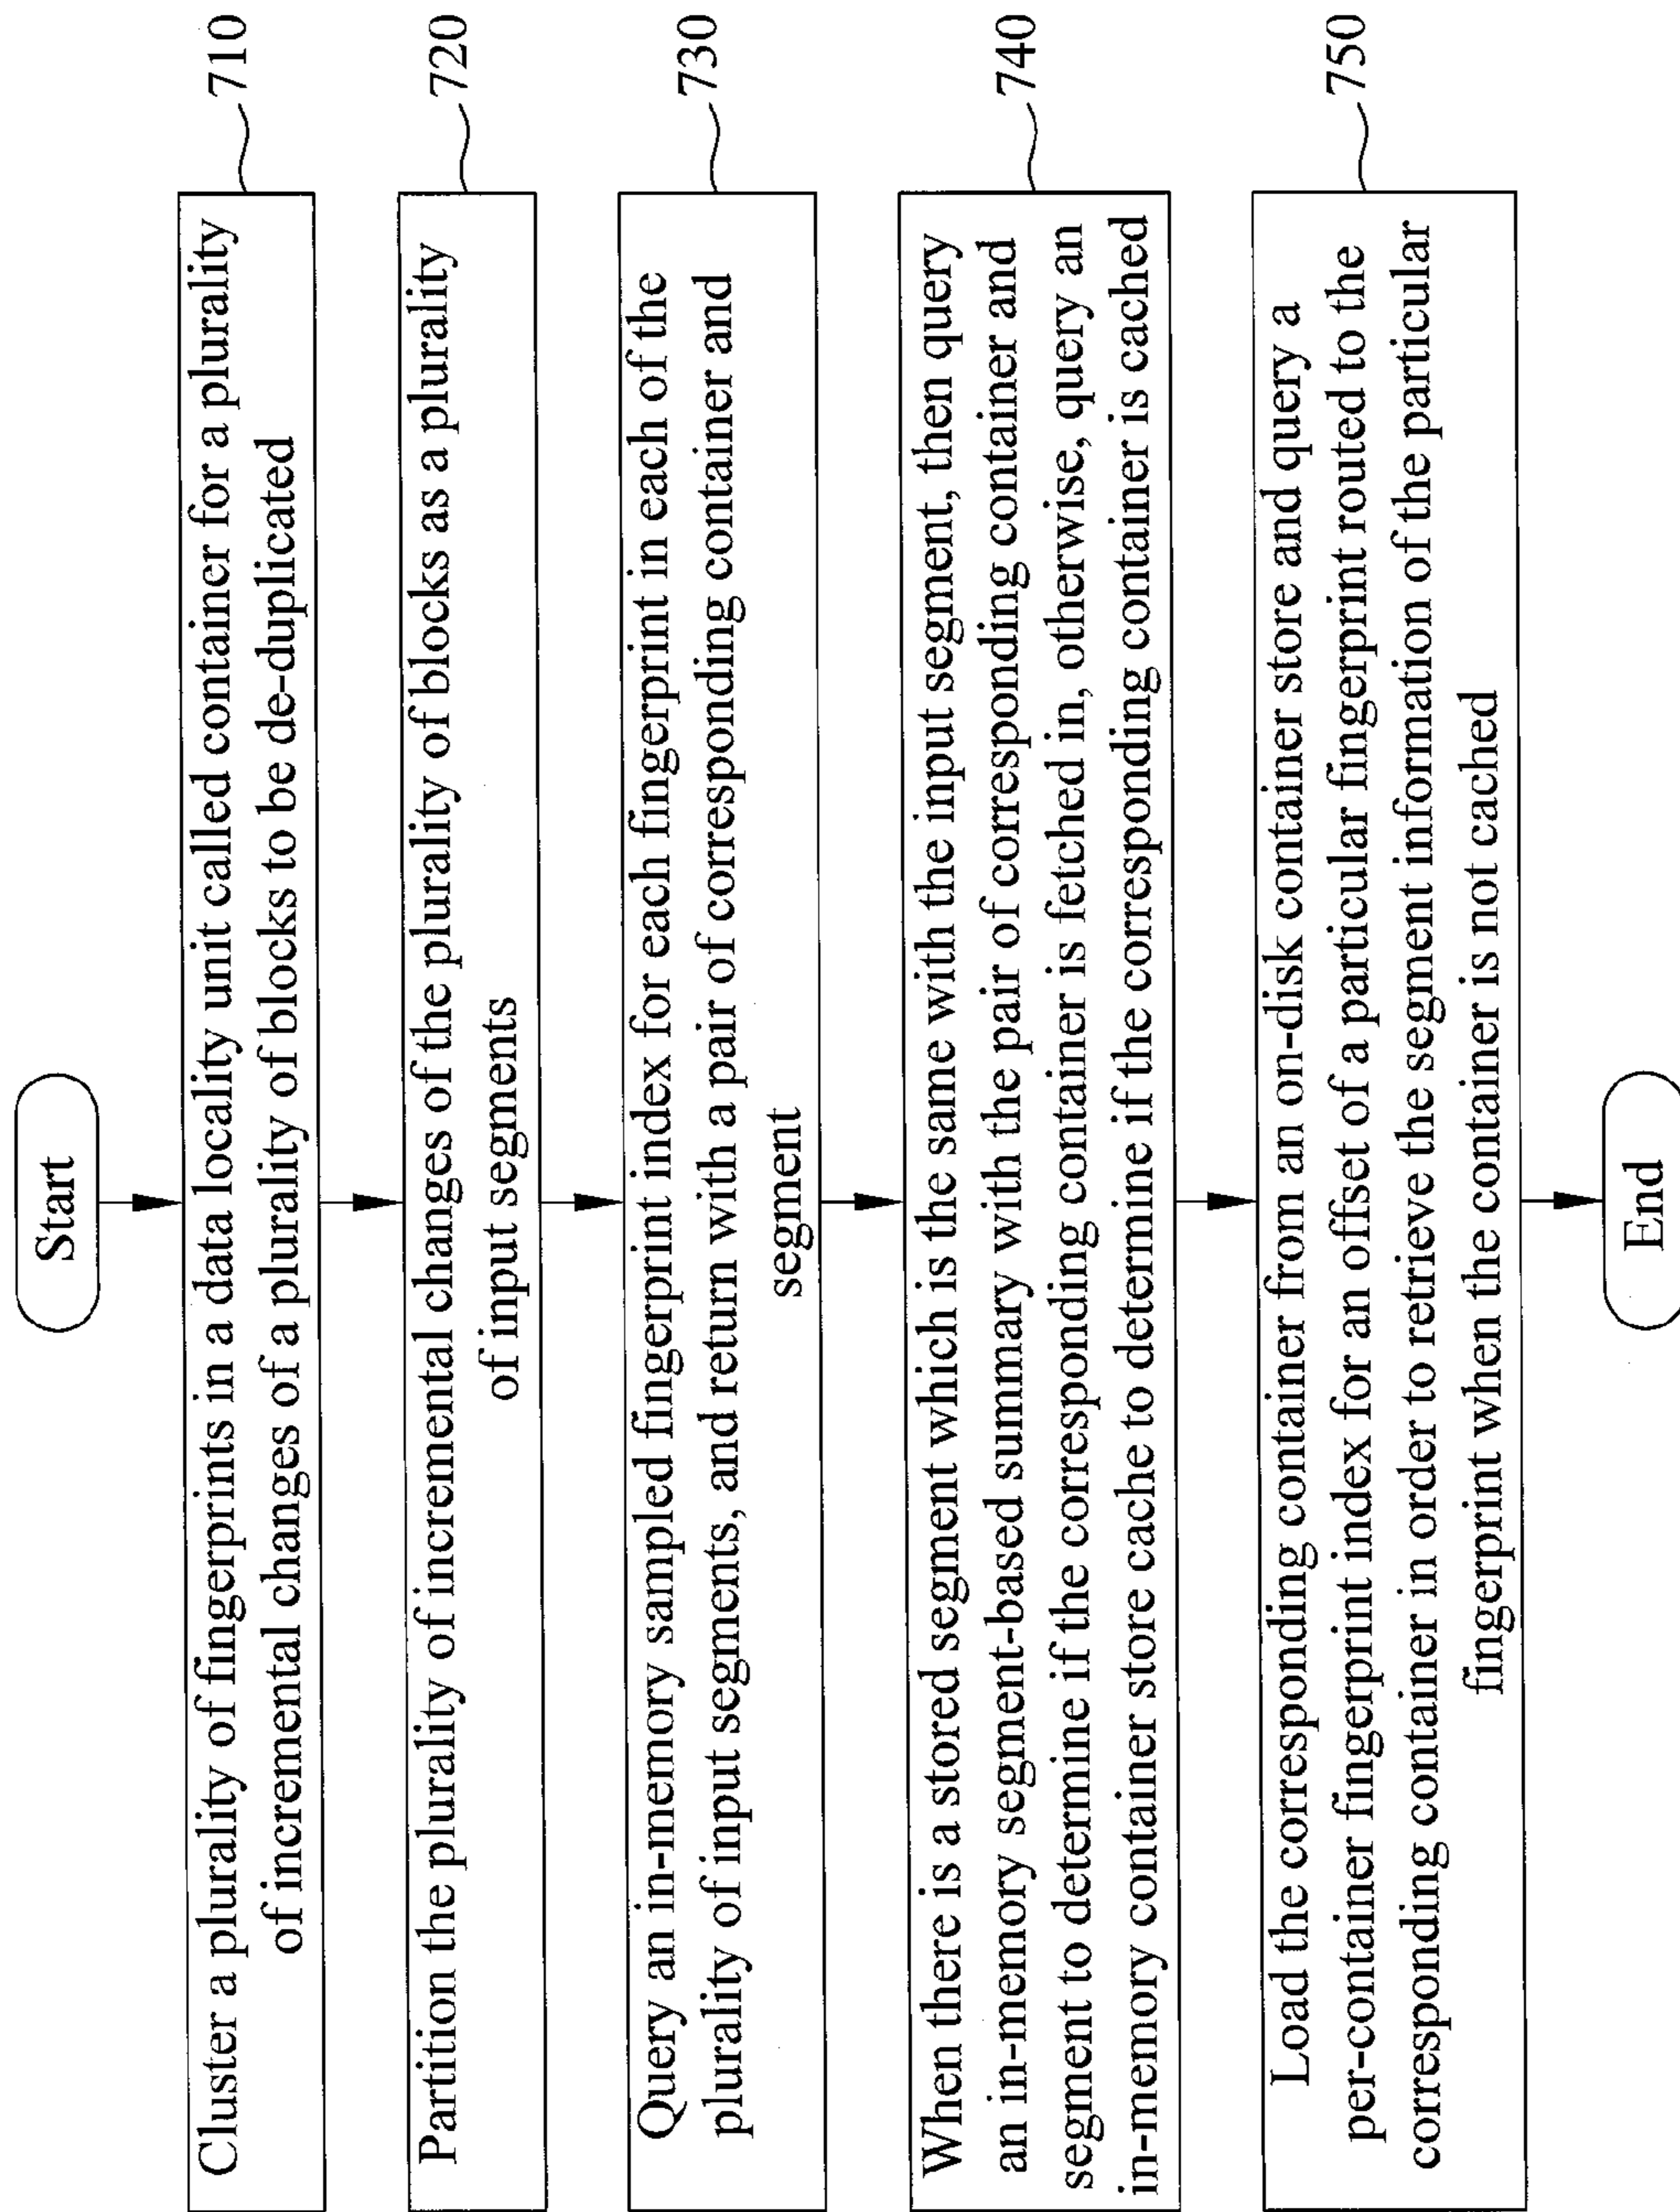 Start
Cluster a plurality of fingerprints in a data locality unit called container for a plurality
of incremental changes of a plurality of blocks to be de-duplicated
710
Partition the plurality of incremental changes of the plurality of blocks as a plurality
of input segments
720
Query an in-memory sampled fingerprint index for each fingerprint in each of the
plurality of input segments, and return with a pair of corresponding container and
segment
730
When there is a stored segment which is the same with the input segment, then query
an in-memory segment-based summary with the pair of corresponding container and
segment to determine if the corresponding container is fetched in, otherwise, query an
in-memory container store cache to determine if the corresponding container is cached
740
Load the corresponding container from an on-disk container store and query a
per-container fingerprint index for an offset of a particular fingerprint routed to the
corresponding container in order to retrieve the segment information of the particular
fingerprint when the container is not cached
750
End